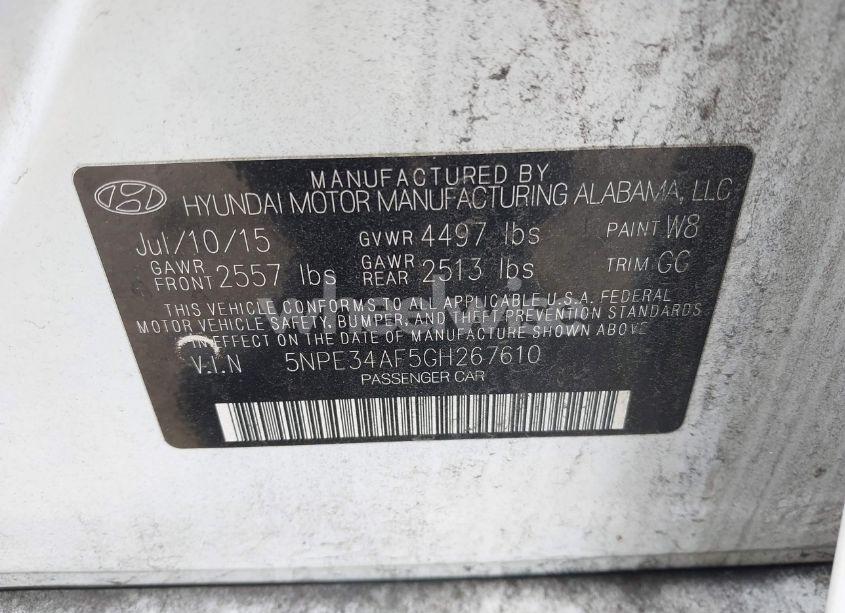 MANUFACTURED BY
HYUNDAI MOTOR MANUFACTURING ALABAMA, LLC
Jul/10/15 GVWR 4497 lbs PAINT W8
GAWR FRONT 2557 lbs GAWR REAR 2513 lbs TRIM GC
THIS VEHICLE CONFORMS TO ALL APPLICABLE U.S.A. FEDERAL
MOTOR VEHICLE SAFETY, BUMPER, AND THEFT PREVENTION STANDARDS
IN EFFECT ON THE DATE OF MANUFACTURE SHOWN ABOVE
V.I.N 5NPE34AF5GH267610
PASSENGER CAR